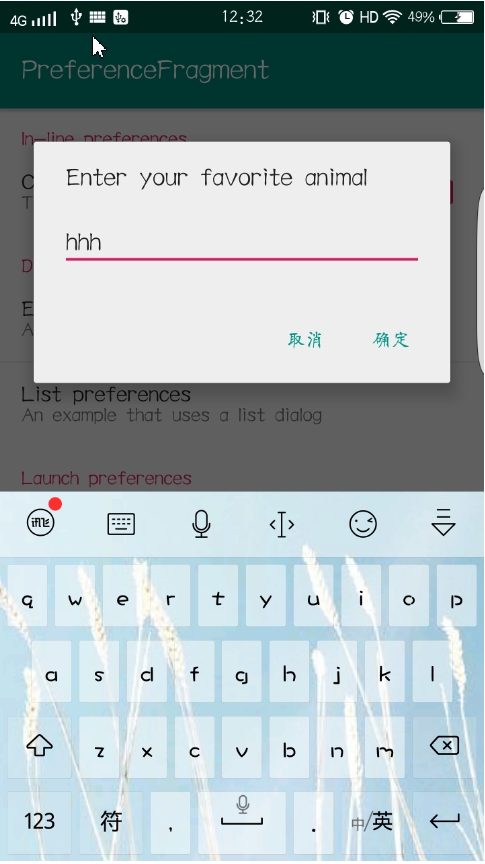 4G 12:32 HD 49%
PreferenceFragment
In-line preferences
C
T
Enter your favorite animal
hhh
取消 确定
D
E
A
List preferences
An example that uses a list dialog
Launch preferences
q w e r t y u i o p
a s d f g h j k l
z x c v b n m
123 符 , . 中/英